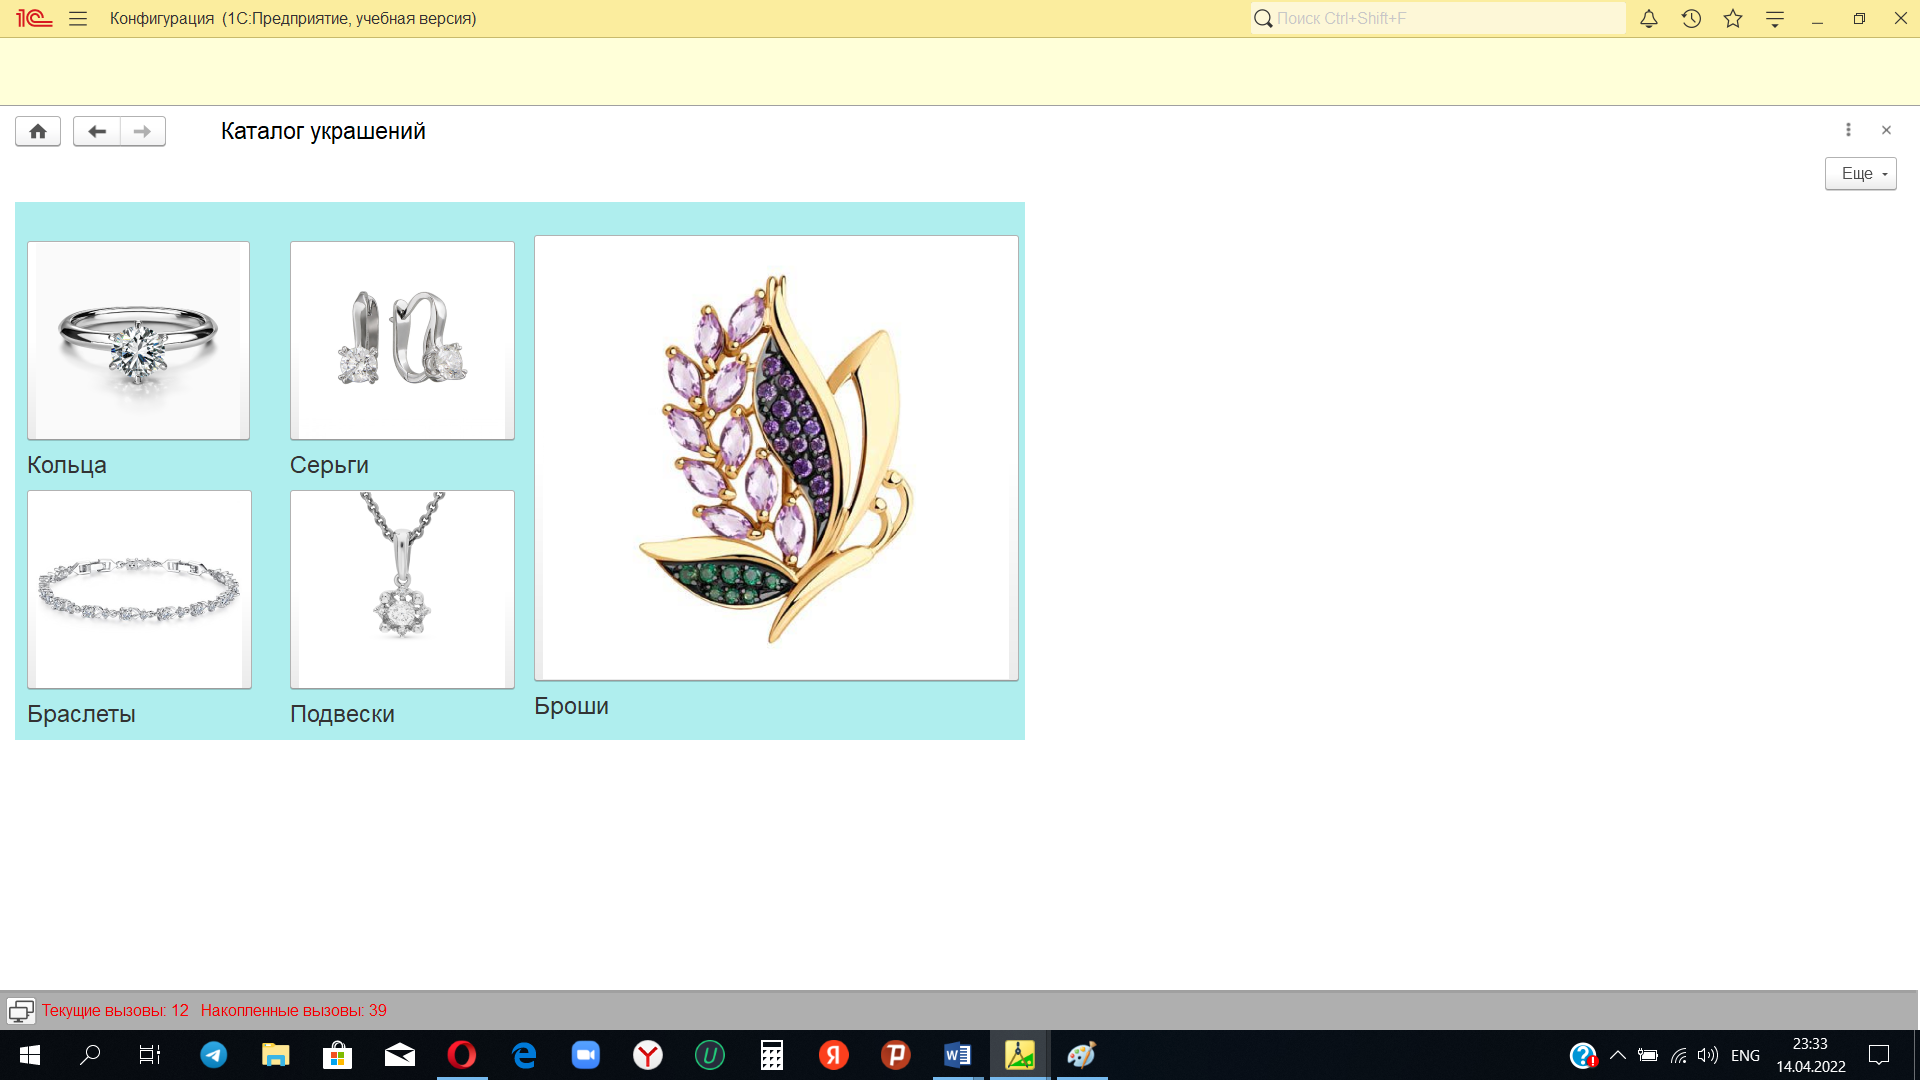 1С Конфигурация (1С:Предприятие, учебная версия) Поиск Ctrl+Shift+F
Каталог украшений
Еще
Кольца Серьги
Браслеты Подвески Броши
Текущие вызовы: 12 Накопленные вызовы: 39
ENG 23:33
14.04.2022